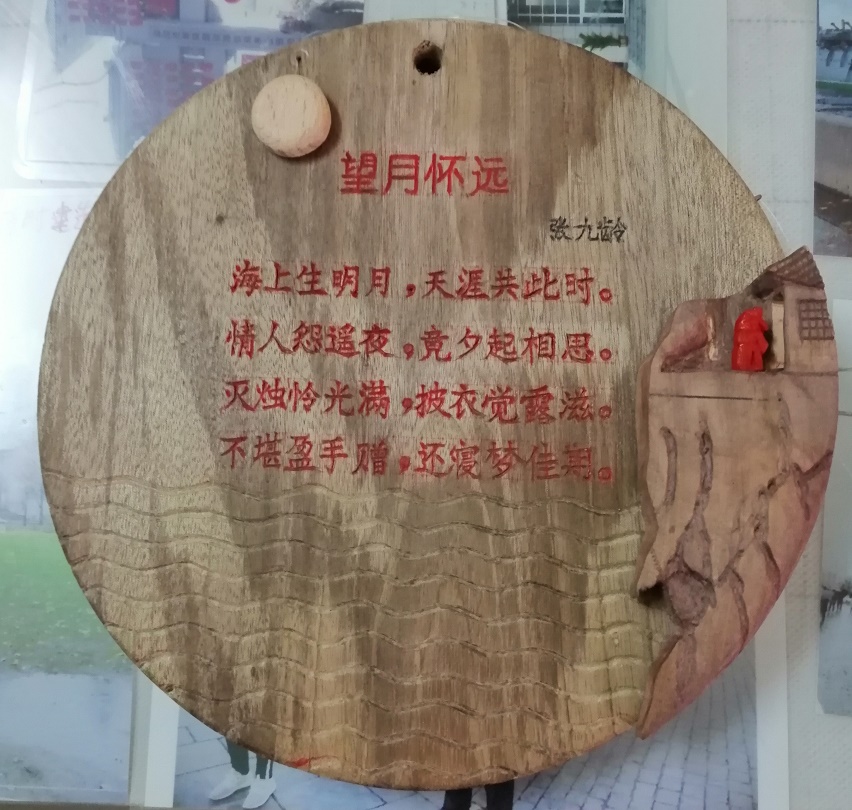 望月怀远
张九龄
海上生明月，天涯共此时。
情人怨遥夜，竟夕起相思。
灭烛怜光满，披衣觉露滋。
不堪盈手赠，还寝梦佳期。